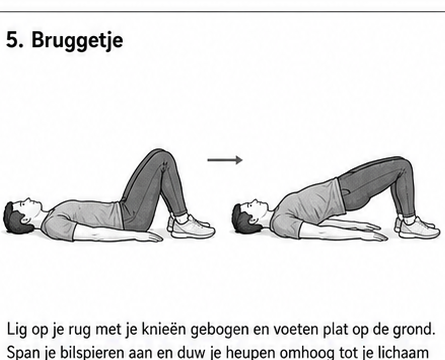 5. Bruggetje
Lig op je rug met je knieën gebogen en voeten plat op de grond.
Span je bilspieren aan en duw je heupen omhoog tot je lichaam